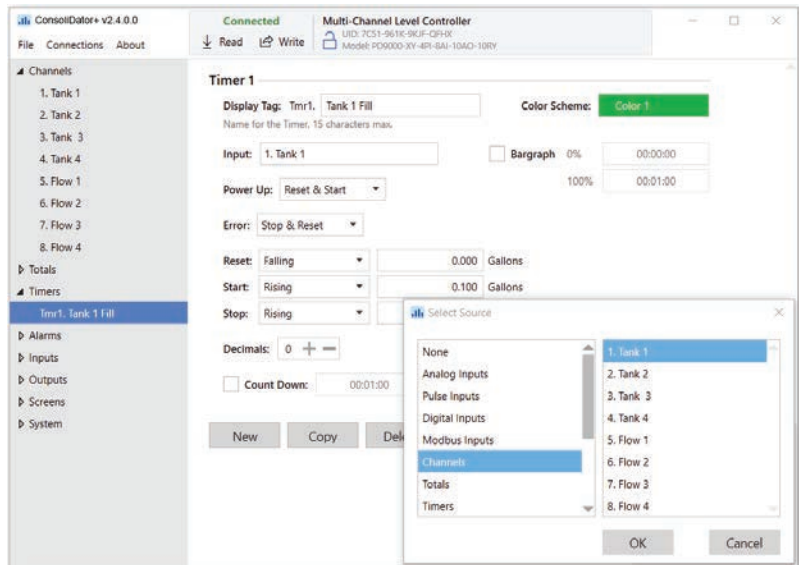 ConsoliDator+ v2.4.0.0
File Connections About
Connected
Read Write
Multi-Channel Level Controller
UID: 7C51-961K-9KJF-QFHX
Model: PD9000-XY-4PI-8AI-10AO-10RY
Channels
1. Tank 1
2. Tank 2
3. Tank 3
4. Tank 4
5. Flow 1
6. Flow 2
7. Flow 3
8. Flow 4
Totals
Timers
Tmr1. Tank 1 Fill
Alarms
Inputs
Outputs
Screens
System
Timer 1
Display Tag: Tmr1. Tank 1 Fill Color Scheme: Color 1
Name for the Timer, 15 characters max.
Input: 1. Tank 1 Bargraph 0% 00:00:00
100% 00:01:00
Power Up: Reset & Start
Error: Stop & Reset
Reset: Falling 0.000 Gallons
Start: Rising 0.100 Gallons
Stop: Rising
Decimals: 0
Count Down: 00:01:00
New Copy
Select Source
None
Analog Inputs
Pulse Inputs
Digital Inputs
Modbus Inputs
Channels
Totals
Timers
1. Tank 1
2. Tank 2
3. Tank 3
4. Tank 4
5. Flow 1
6. Flow 2
7. Flow 3
8. Flow 4
OK Cancel